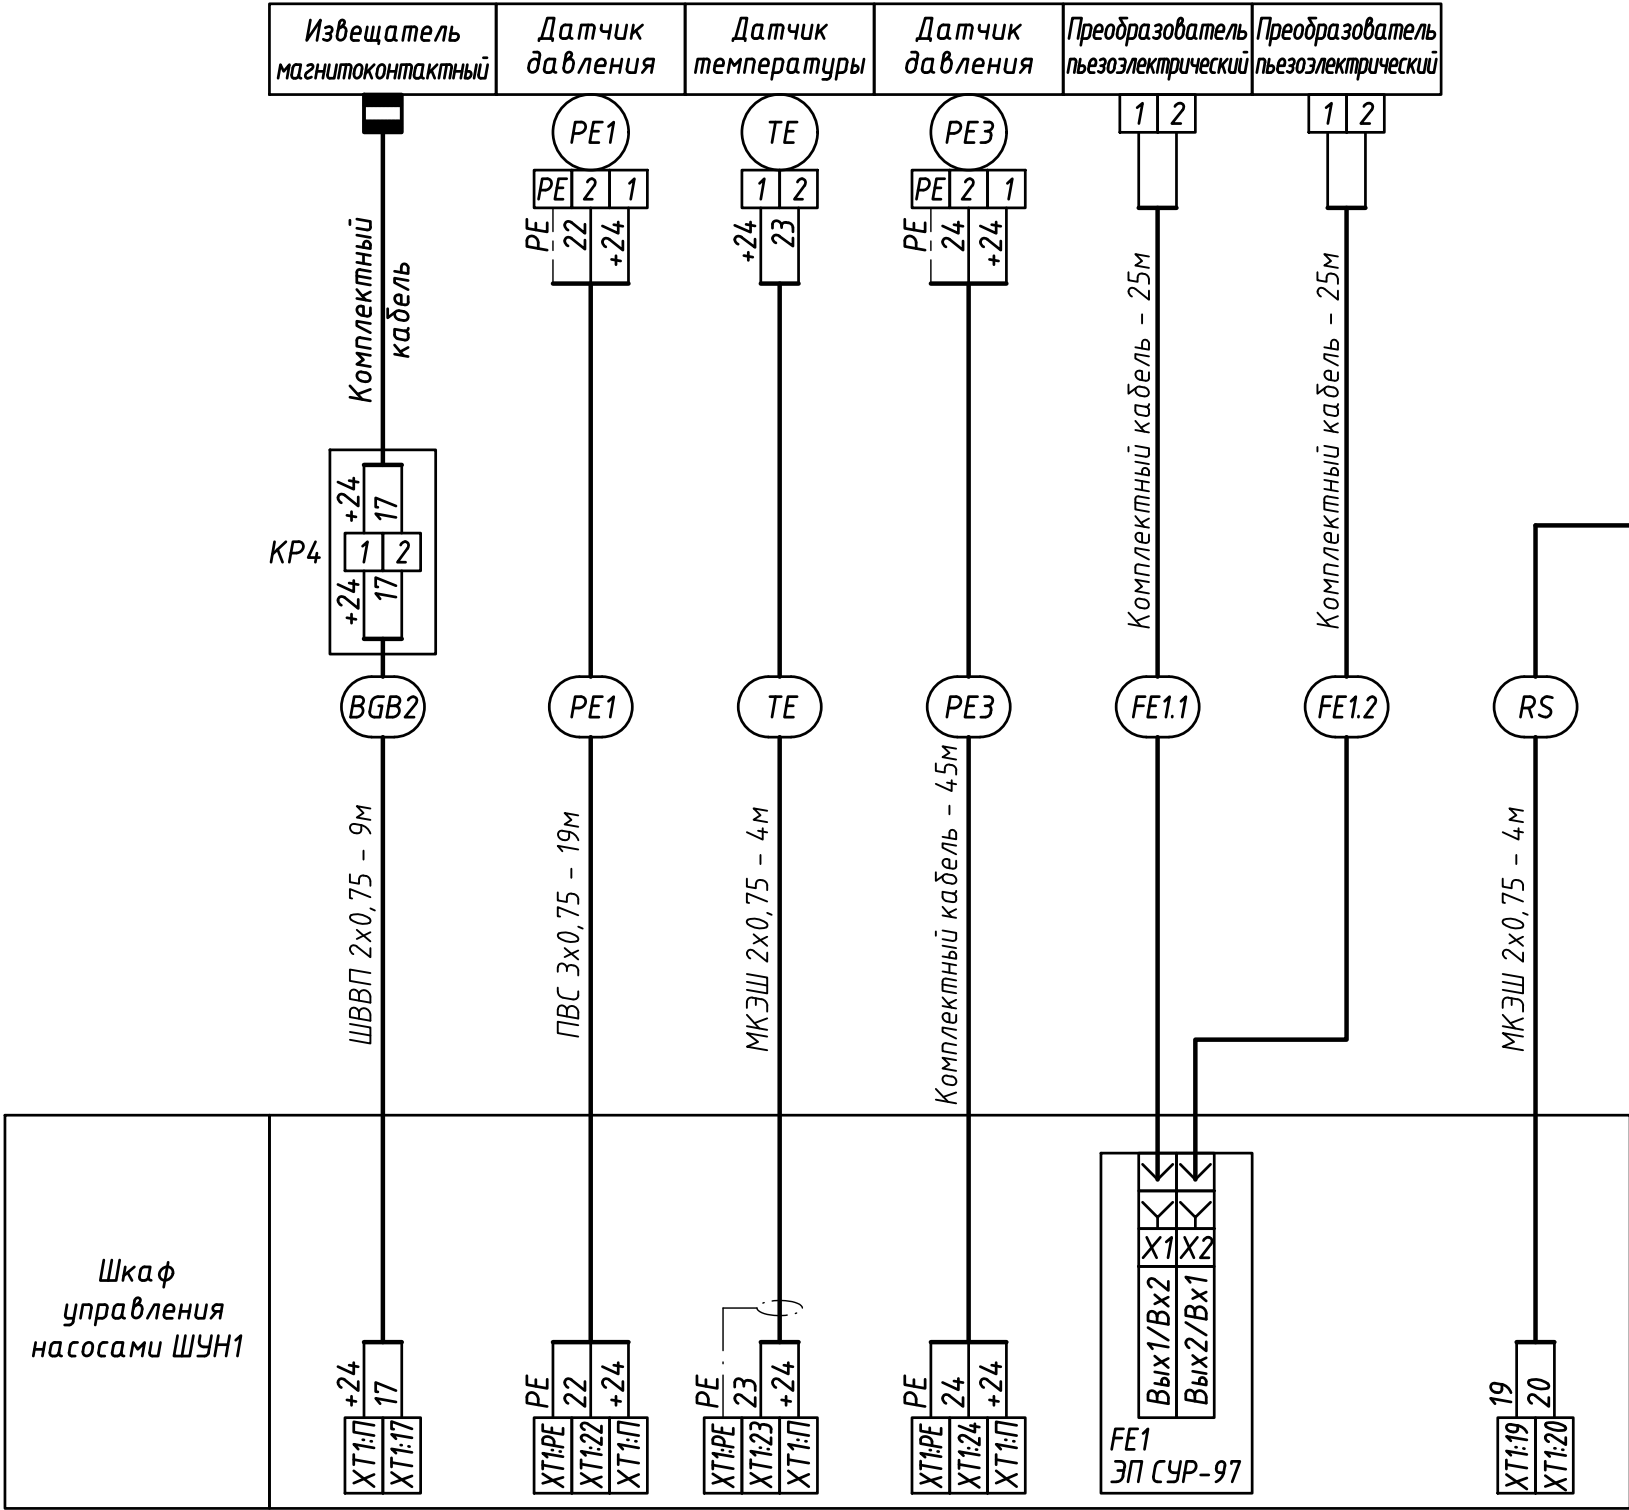 Извещатель
магнитоконтактный
Датчик
давления
Датчик
температуры
Датчик
давления
Преобразователь
пьезоэлектрический
Преобразователь
пьезоэлектрический
PE1
TE
PE3
1 2
1 2
PE 2 1
1 2
PE 2 1
PE
22
+24
+24
23
PE
24
+24
Комплектный
кабель
Комплектный кабель - 25м
Комплектный кабель - 25м
+24
17
КР4
1 2
+24
17
BGB2
PE1
TE
PE3
FE1.1
FE1.2
RS
ШВВП 2х0,75 - 9м
ПВС 3х0,75 - 19м
МКЭШ 2х0,75 - 4м
Комплектный кабель - 45м
МКЭШ 2х0,75 - 4м
Шкаф
управления
насосами ШУН1
X1 X2
Вых1/Вх2
Вых2/Вх1
FE1
ЭП СУР-97
+24
17
PE
22
+24
PE
23
+24
PE
24
+24
19
20
XT1:П
XT1:17
XT1:PE
XT1:22
XT1:П
XT1:PE
XT1:23
XT1:П
XT1:PE
XT1:24
XT1:П
XT1:19
XT1:20